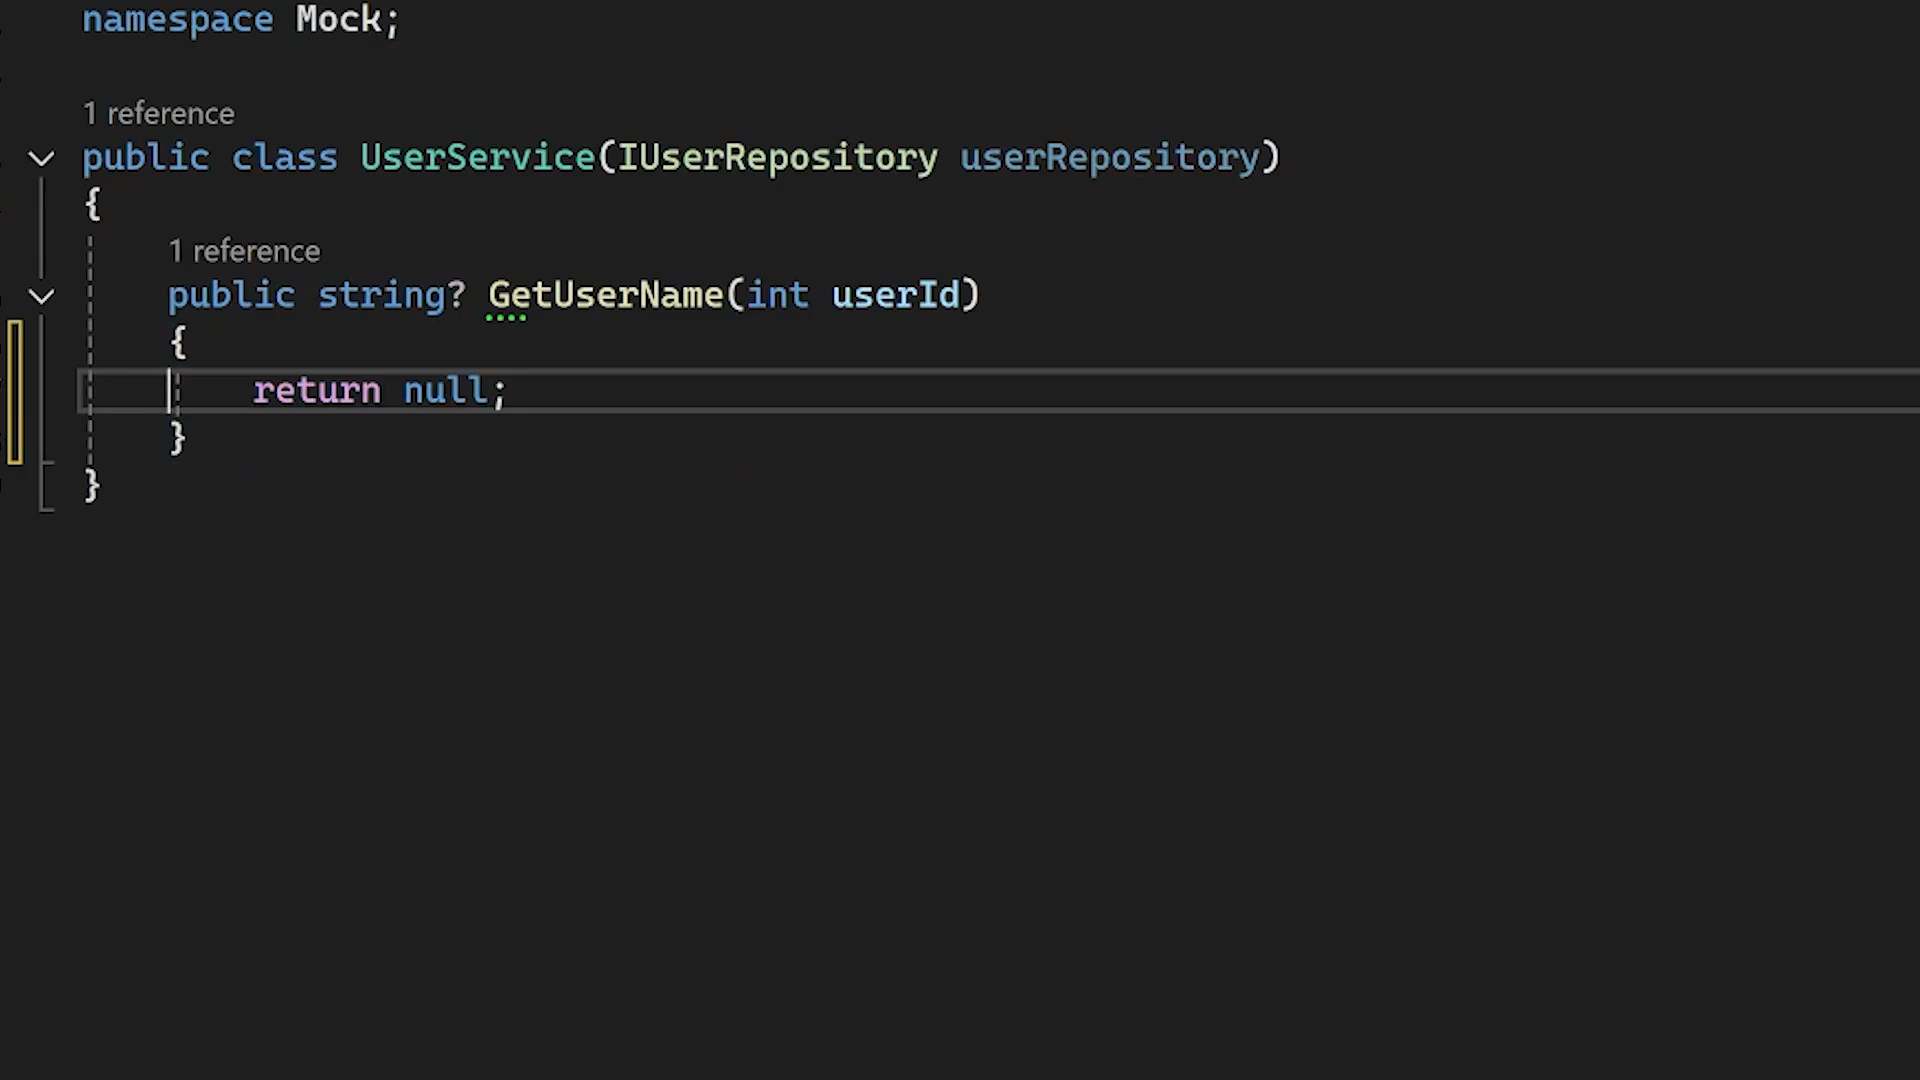 namespace Mock;
1 reference
public class UserService(IUserRepository userRepository)
{
1 reference
public string? GetUserName(int userId)
{
return null;
}
}